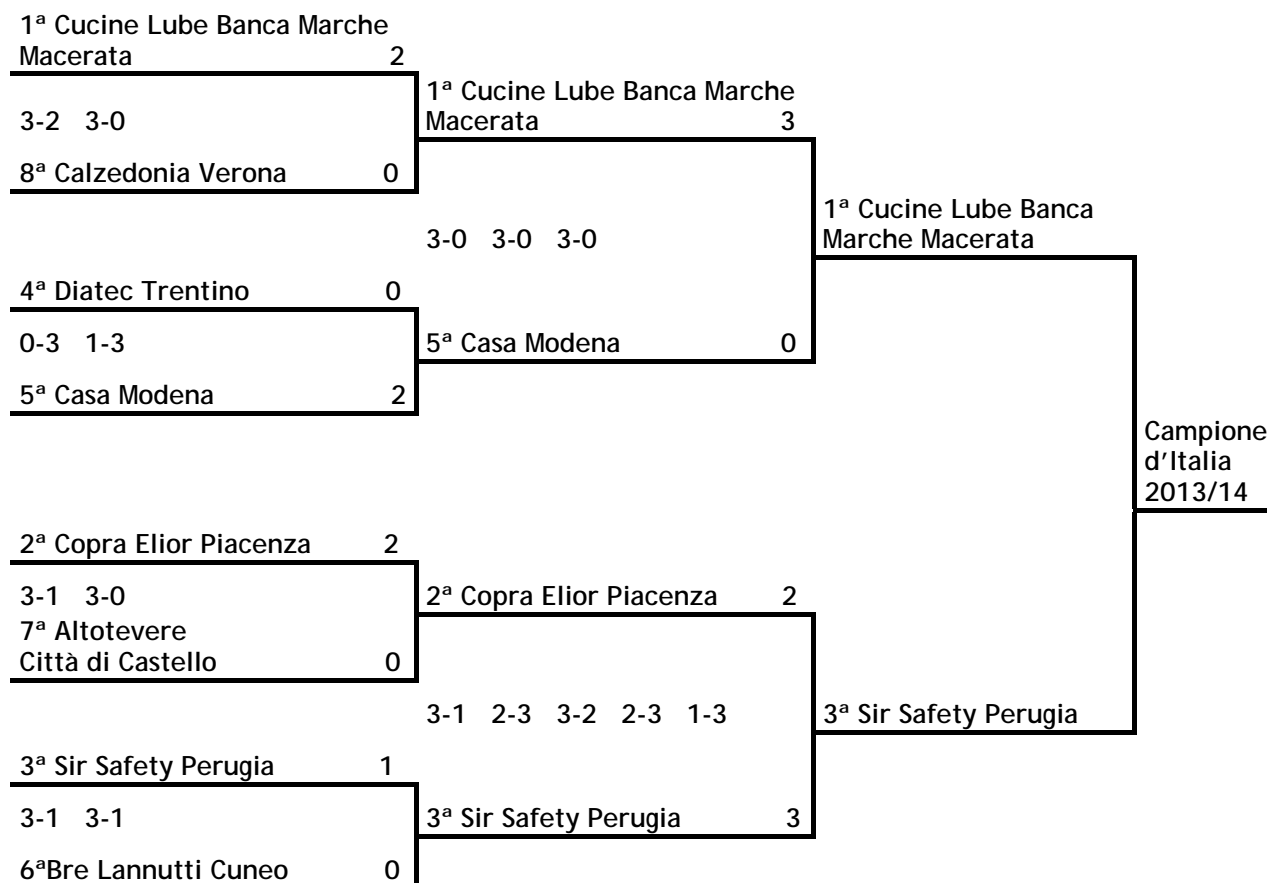 1ª Cucine Lube Banca Marche
Macerata 2
3-2 3-0
8ª Calzedonia Verona 0
4ª Diatec Trentino 0
0-3 1-3
5ª Casa Modena 2
2ª Copra Elior Piacenza 2
3-1 3-0
7ª Altotevere
Città di Castello 0
3ª Sir Safety Perugia 1
3-1 3-1
6ªBre Lannutti Cuneo 0
1ª Cucine Lube Banca Marche
Macerata 3
3-0 3-0 3-0
5ª Casa Modena 0
2ª Copra Elior Piacenza 2
3-1 2-3 3-2 2-3 1-3
3ª Sir Safety Perugia 3
1ª Cucine Lube Banca
Marche Macerata
3ª Sir Safety Perugia
Campione
d'Italia
2013/14